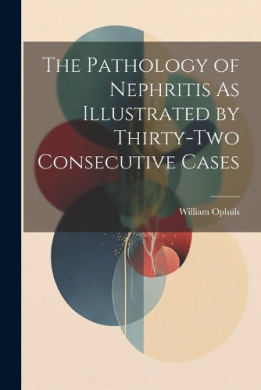 The Pathology of
Nephritis As
Illustrated by
Thirty-Two
Consecutive Cases
William Ophüls